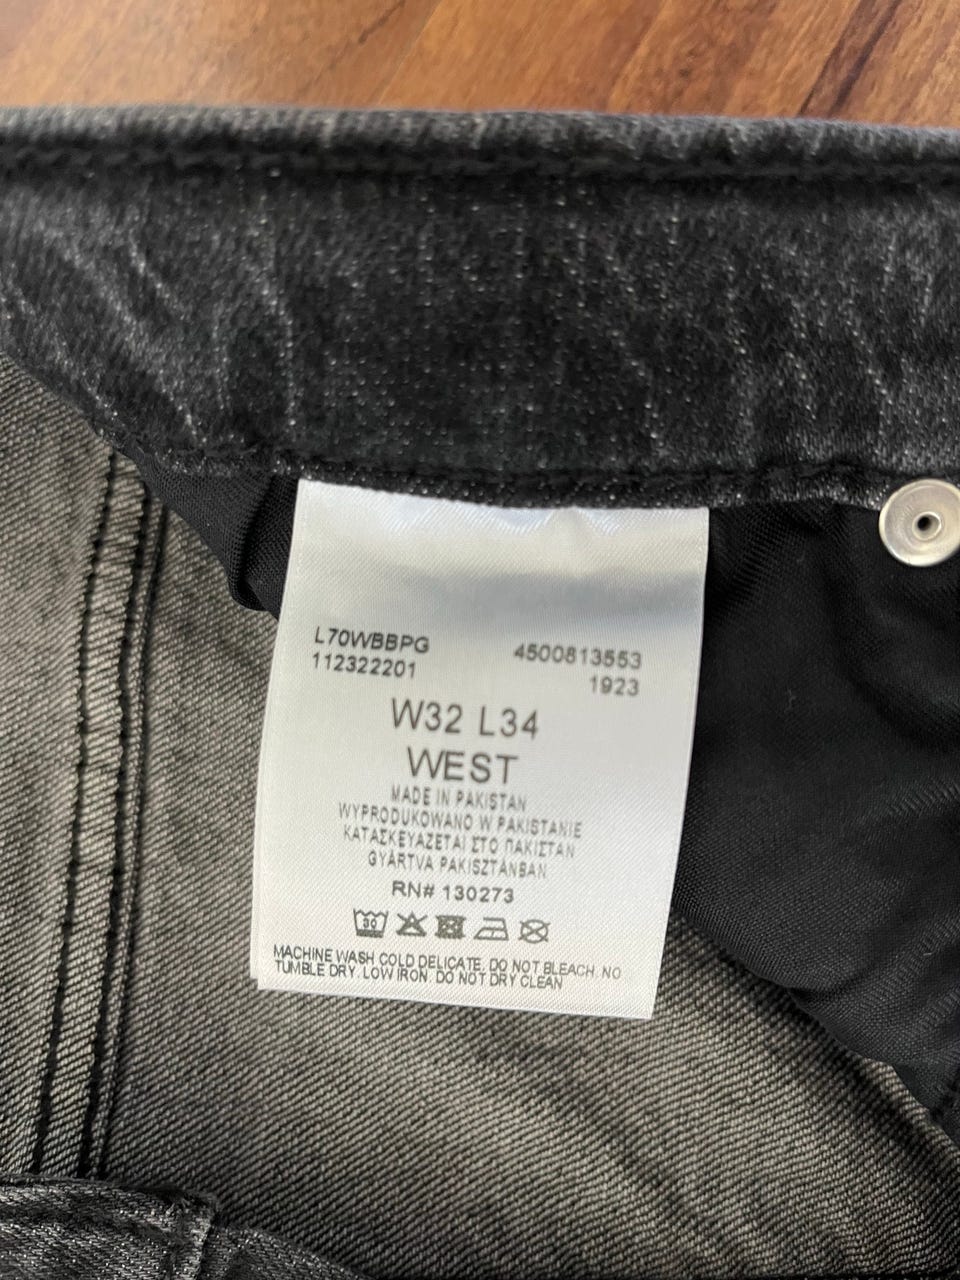 L70WBBPG 4500813553
112322201 1923
W32 L34
WEST
MADE IN PAKISTAN
WYPRODUKOWANO W PAKISTANIE
ΚΑΤΑΣΚΕΥΑΖΕΤΑΙ ΣΤΟ ΠΑΚΙΣΤΑΝ
GYÁRTVA PAKISZTÁNBAN
RN# 130273
30
MACHINE WASH COLD DELICATE. DO NOT BLEACH. NO
TUMBLE DRY. LOW IRON. DO NOT DRY CLEAN